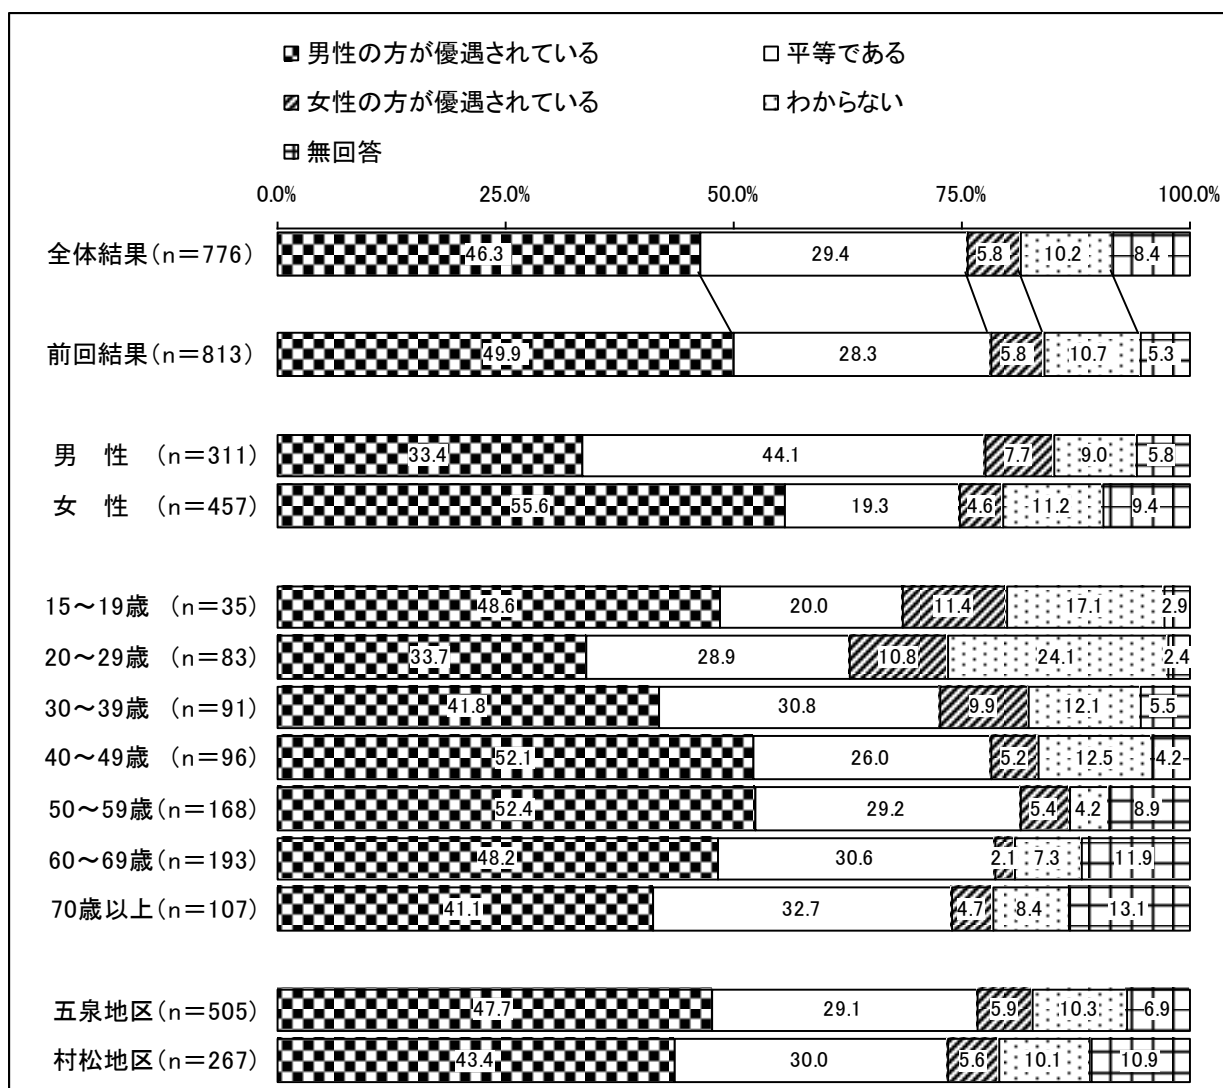 男性の方が優遇されている 平等である
女性の方が優遇されている わからない
無回答
0.0% 25.0% 50.0% 75.0% 100.0%
全体結果(n=776) 46.3 29.4 5.8 10.2 8.4
前回結果(n=813) 49.9 28.3 5.8 10.7 5.3
男 性 (n=311) 33.4 44.1 7.7 9.0 5.8
女 性 (n=457) 55.6 19.3 4.6 11.2 9.4
15~19歳 (n=35) 48.6 20.0 11.4 17.1 2.9
20~29歳 (n=83) 33.7 28.9 10.8 24.1 2.4
30~39歳 (n=91) 41.8 30.8 9.9 12.1 5.5
40~49歳 (n=96) 52.1 26.0 5.2 12.5 4.2
50~59歳(n=168) 52.4 29.2 5.4 4.2 8.9
60~69歳(n=193) 48.2 30.6 2.1 7.3 11.9
70歳以上(n=107) 41.1 32.7 4.7 8.4 13.1
五泉地区(n=505) 47.7 29.1 5.9 10.3 6.9
村松地区(n=267) 43.4 30.0 5.6 10.1 10.9